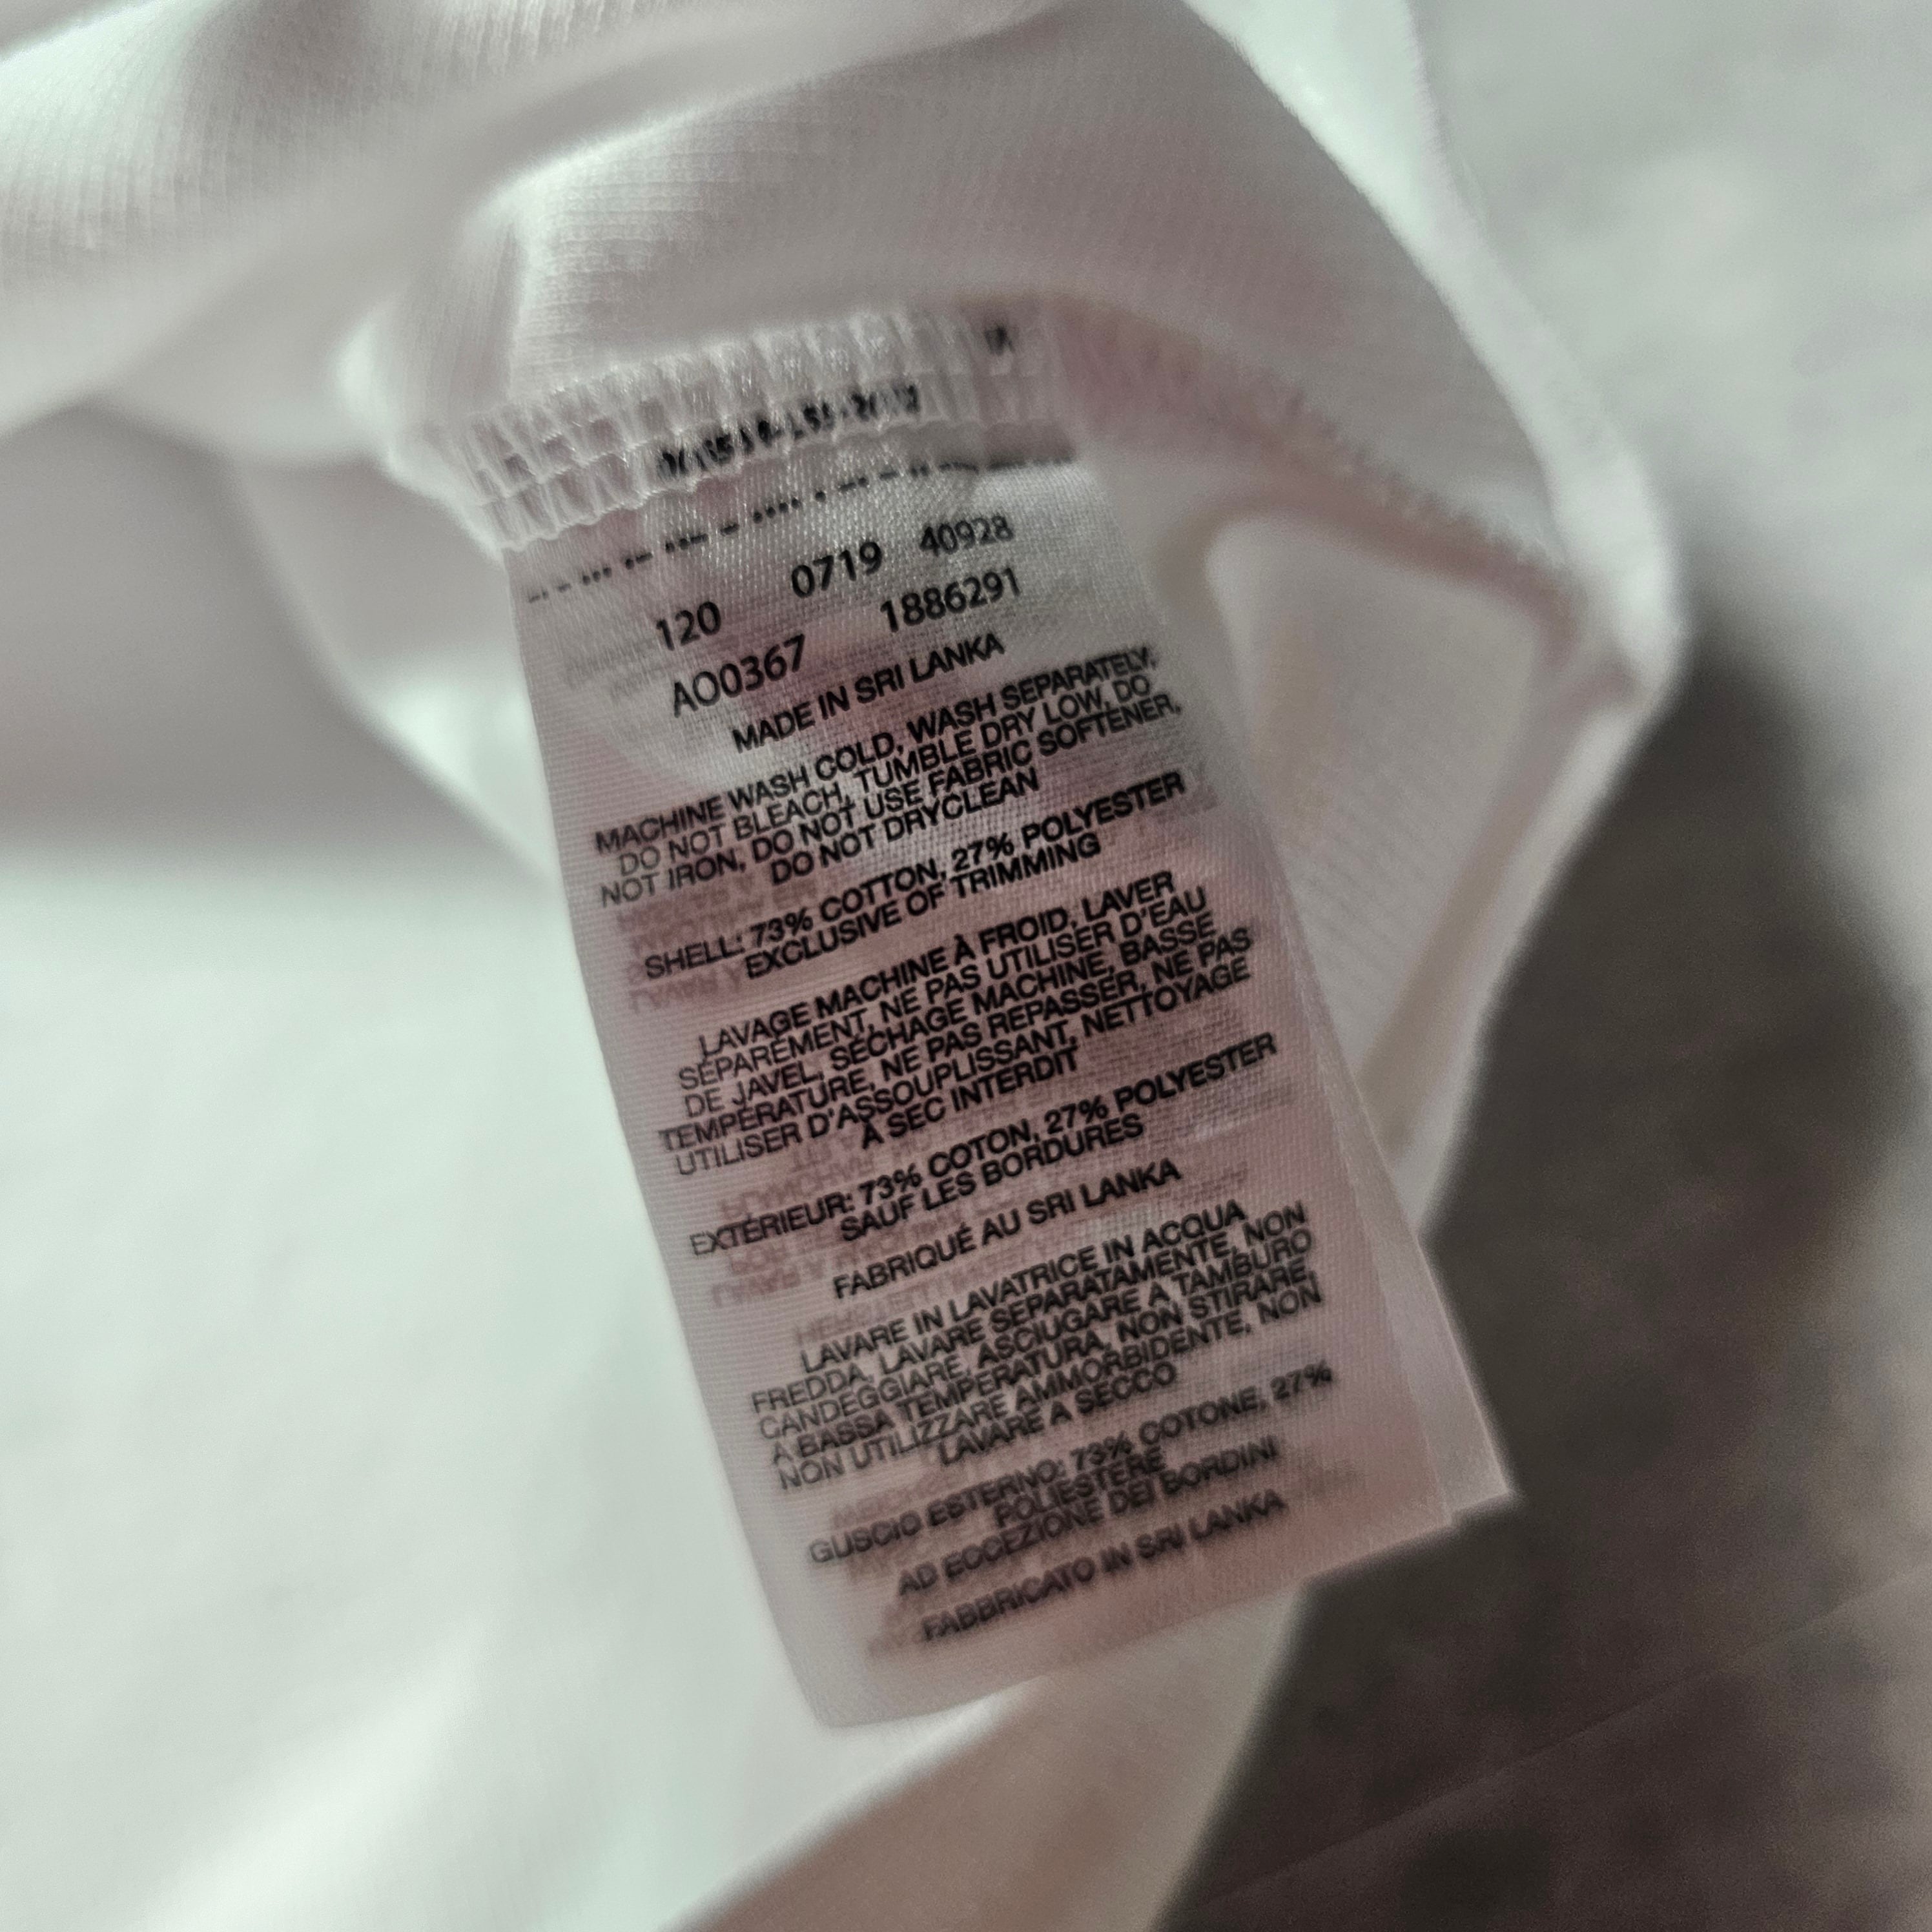 120 0719 40928
AO0367 1886291
MADE IN SRI LANKA
MACHINE WASH COLD, WASH SEPARATELY,
DO NOT BLEACH, TUMBLE DRY LOW, DO
NOT IRON, DO NOT USE FABRIC SOFTENER,
DO NOT DRYCLEAN
SHELL: 73% COTTON, 27% POLYESTER
EXCLUSIVE OF TRIMMING
LAVAGE MACHINE À FROID, LAVER
SÉPARÉMENT, NE PAS UTILISER D'EAU
DE JAVEL, SÉCHAGE MACHINE, BASSE
TEMPÉRATURE, NE PAS REPASSER, NE PAS
UTILISER D'ASSOUPLISSANT, NETTOYAGE
À SEC INTERDIT
EXTÉRIEUR: 73% COTON, 27% POLYESTER
SAUF LES BORDURES
FABRIQUÉ AU SRI LANKA
LAVARE IN LAVATRICE IN ACQUA
FREDDA, LAVARE SEPARATAMENTE, NON
CANDEGGIARE, ASCIUGARE A TAMBURO
A BASSA TEMPERATURA, NON STIRARE,
NON UTILIZZARE AMMORBIDENTE, NON
LAVARE A SECCO
GUSCIO ESTERNO: 73% COTONE, 27%
POLIESTERE
AD ECCEZIONE DEI BORDINI
FABBRICATO IN SRI LANKA